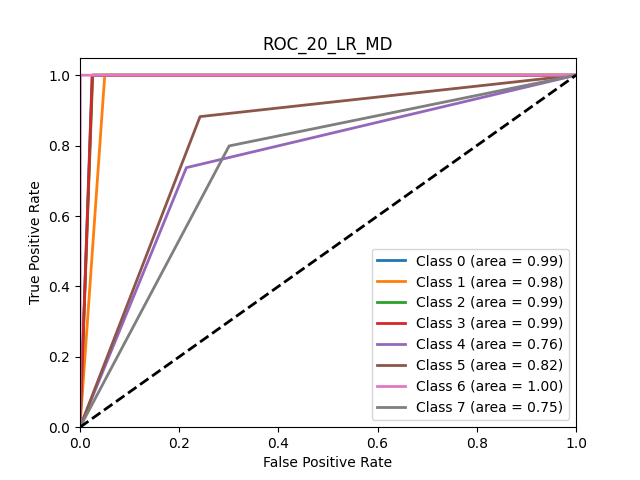 ROC_20_LR_MD
True Positive Rate
1.0
0.8
0.6
0.4
0.2
0.0
Class 0 (area = 0.99)
Class 1 (area = 0.98)
Class 2 (area = 0.99)
Class 3 (area = 0.99)
Class 4 (area = 0.76)
Class 5 (area = 0.82)
Class 6 (area = 1.00)
Class 7 (area = 0.75)
0.0 0.2 0.4 0.6 0.8 1.0
False Positive Rate